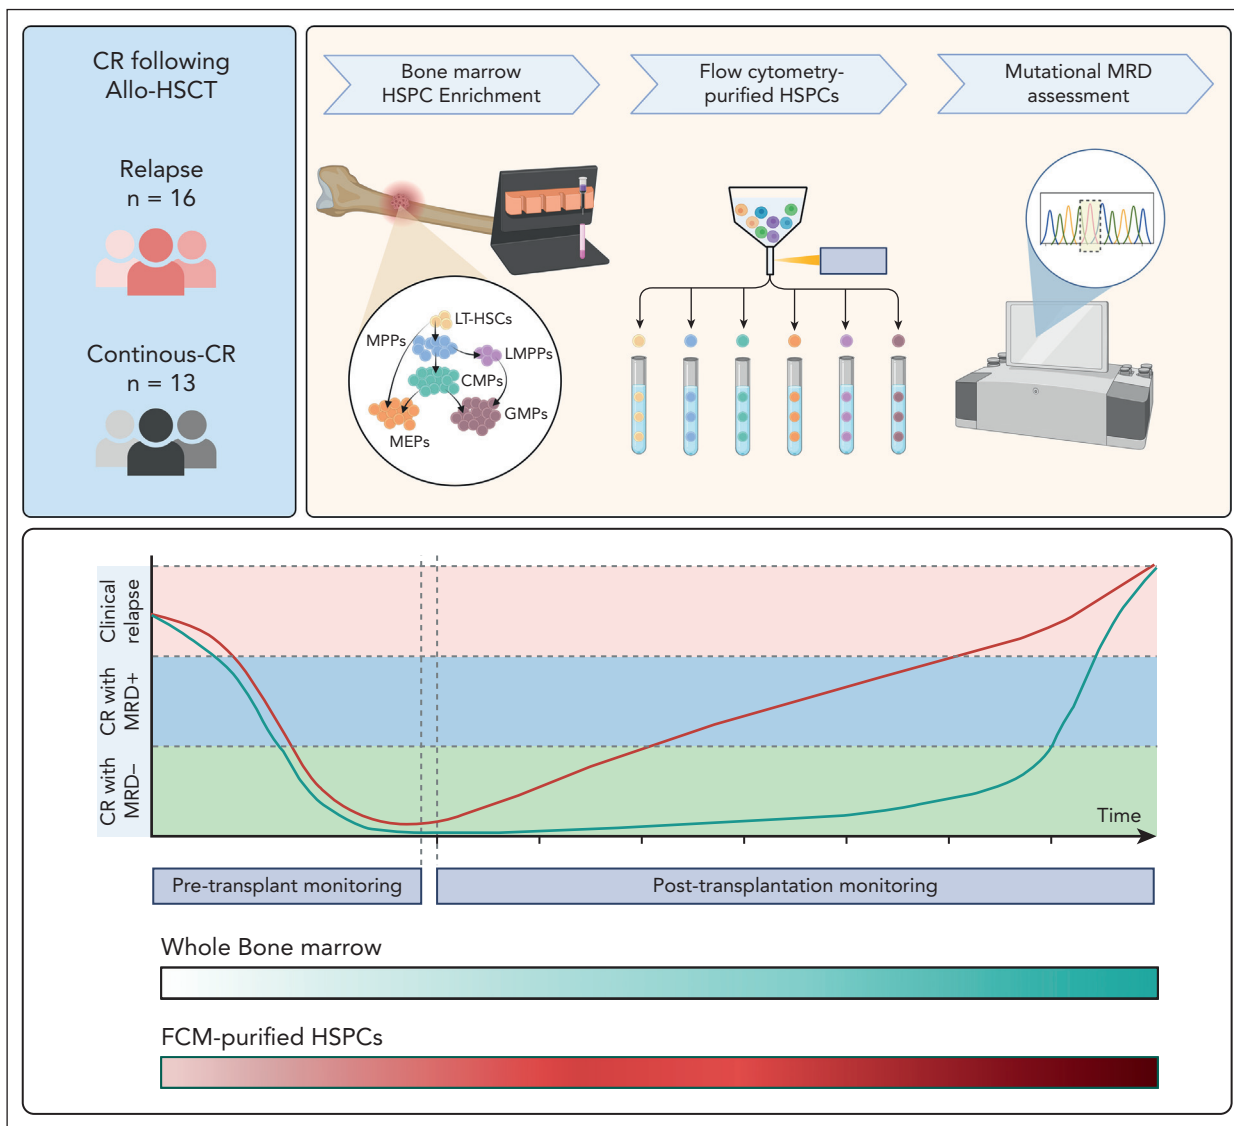 CR following
Allo-HSCT
Relapse
n = 16
Continous-CR
n = 13
Bone marrow
HSPC Enrichment
Flow cytometry-
purified HSPCs
Mutational MRD
assessment
LT-HSCs
MPPs
LMPPs
CMPs
GMPs
MEPs
Clinical
relapse
CR with
MRD+
CR with
MRD–
Time
Pre-transplant monitoring
Post-transplantation monitoring
Whole Bone marrow
FCM-purified HSPCs